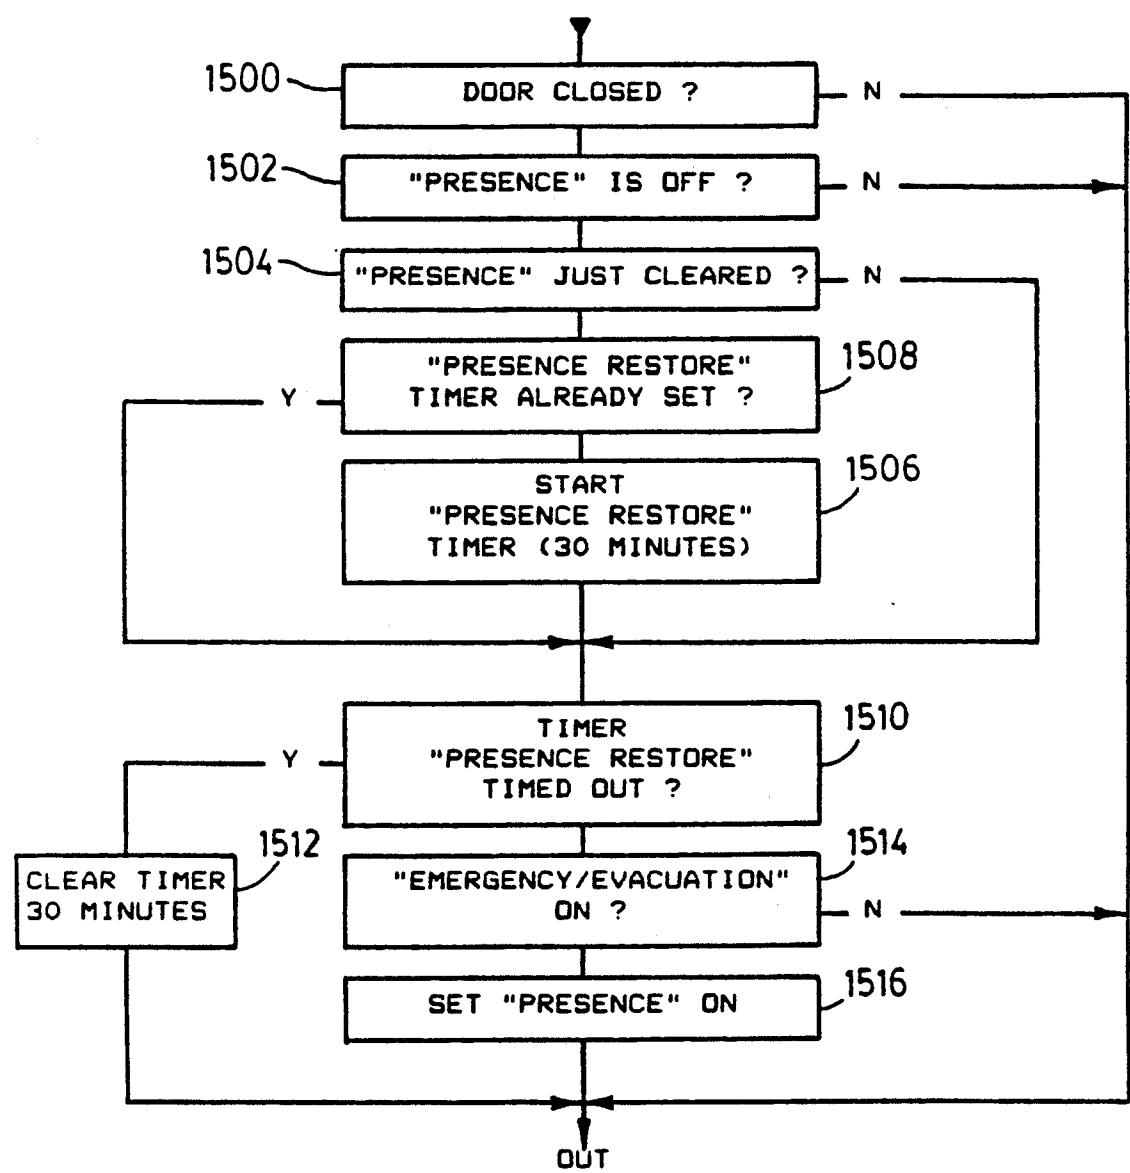 1500
DOOR CLOSED ?
N
1502
"PRESENCE" IS OFF ?
N
1504
"PRESENCE" JUST CLEARED ?
N
"PRESENCE RESTORE"
TIMER ALREADY SET ?
1508
Y
START
"PRESENCE RESTORE"
TIMER (30 MINUTES)
1506
TIMER
"PRESENCE RESTORE"
TIMED OUT ?
1510
Y
1512
CLEAR TIMER
30 MINUTES
"EMERGENCY/EVACUATION"
ON ?
1514
N
SET "PRESENCE" ON
1516
OUT